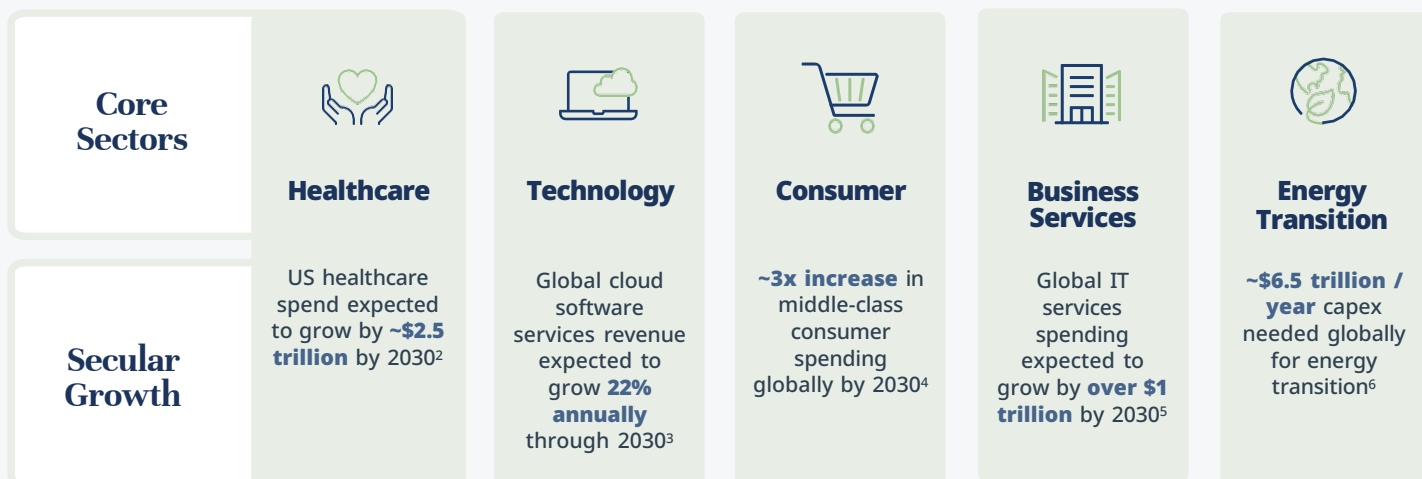 Core
Sectors
Healthcare
Technology
Consumer
Business
Services
Energy
Transition
Secular
Growth
US healthcare
spend expected
to grow by ~$2.5
trillion by 2030²
Global cloud
software
services revenue
expected to
grow 22%
annually
through 2030³
~3x increase in
middle-class
consumer
spending
globally by 2030⁴
Global IT
services
spending
expected to
grow by over $1
trillion by 2030⁵
~$6.5 trillion /
year capex
needed globally
for energy
transition⁶